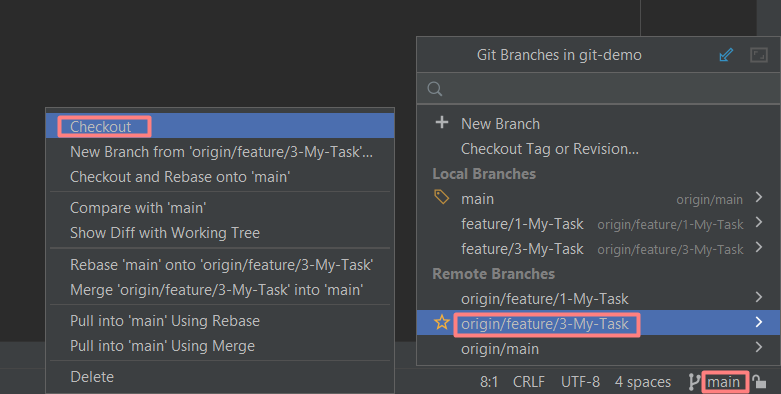 Checkout
New Branch from 'origin/feature/3-My-Task'...
Checkout and Rebase onto 'main'
Compare with 'main'
Show Diff with Working Tree
Rebase 'main' onto 'origin/feature/3-My-Task'
Merge 'origin/feature/3-My-Task' into 'main'
Pull into 'main' Using Rebase
Pull into 'main' Using Merge
Delete
Git Branches in git-demo
New Branch
Checkout Tag or Revision...
Local Branches
main origin/main
feature/1-My-Task origin/feature/1-My-Task
feature/3-My-Task origin/feature/3-My-Task
Remote Branches
origin/feature/1-My-Task
origin/feature/3-My-Task
origin/main
8:1 CRLF UTF-8 4 spaces main